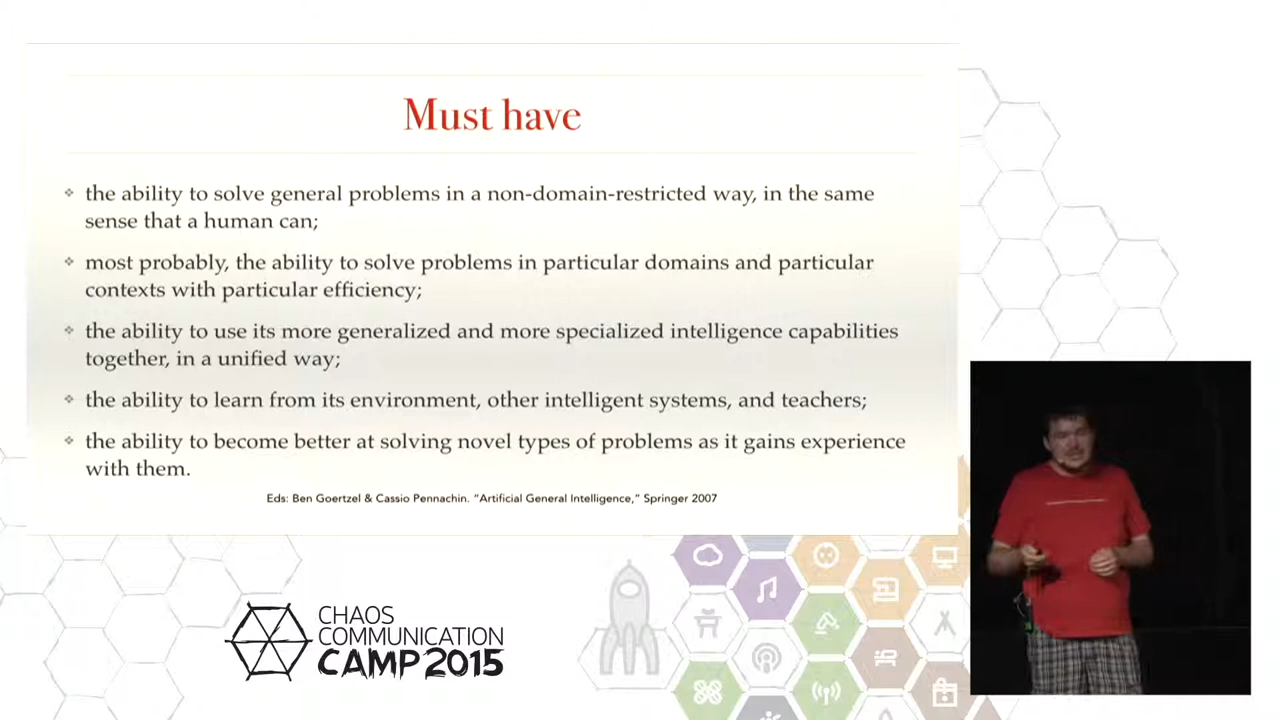 Must have
❖ the ability to solve general problems in a non-domain-restricted way, in the same
sense that a human can;
❖ most probably, the ability to solve problems in particular domains and particular
contexts with particular efficiency;
❖ the ability to use its more generalized and more specialized intelligence capabilities
together, in a unified way;
❖ the ability to learn from its environment, other intelligent systems, and teachers;
❖ the ability to become better at solving novel types of problems as it gains experience
with them.
Eds: Ben Goertzel & Cassio Pennachin. "Artificial General Intelligence," Springer 2007
CHAOS
COMMUNICATION
CAMP 2015